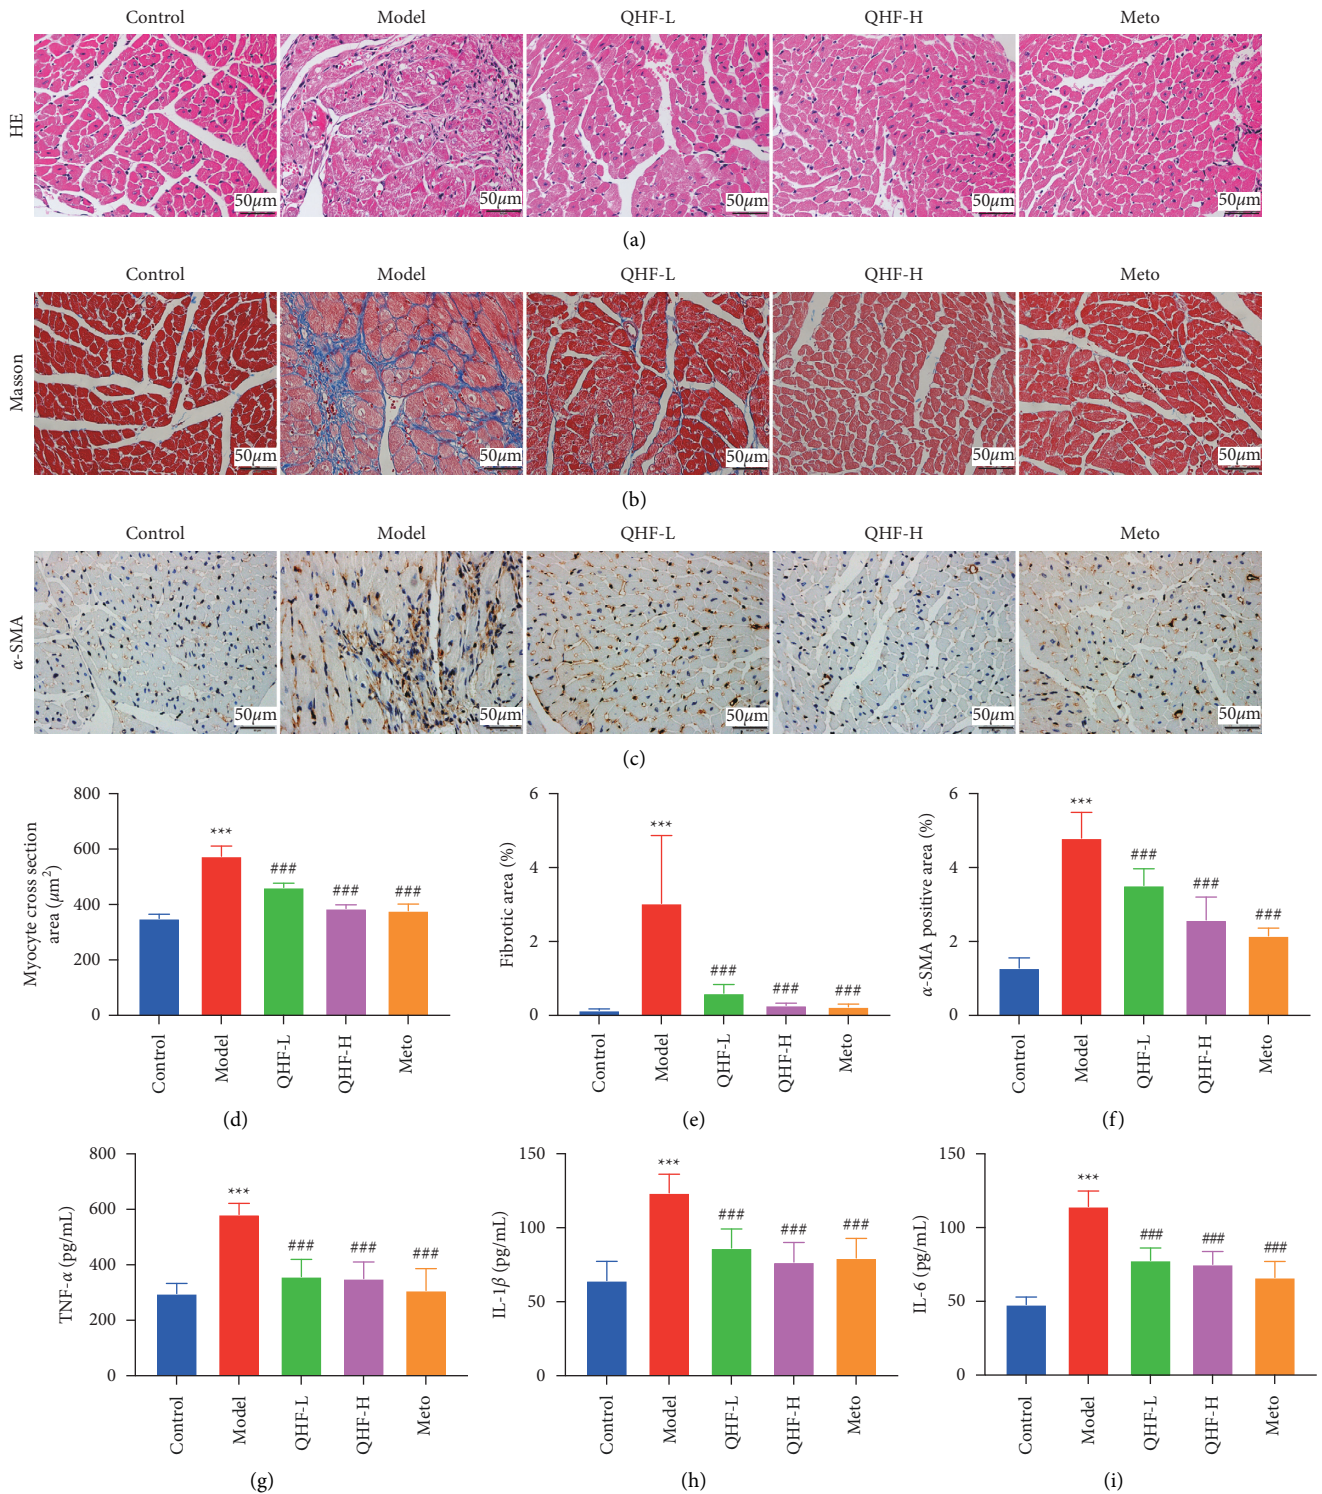 Control Model QHF-L QHF-H Meto
HE
50μm 50μm 50μm 50μm 50μm
(a)
Control Model QHF-L QHF-H Meto
Masson
50μm 50μm 50μm 50μm 50μm
(b)
Control Model QHF-L QHF-H Meto
α-SMA
50μm 50μm 50μm 50μm 50μm
(c)
Myocyte cross section
area (μm²)
800
600
400
200
0
***
###
###
###
Control Model QHF-L QHF-H Meto
(d)
Fibrotic area (%)
6
4
2
0
***
###
###
###
Control Model QHF-L QHF-H Meto
(e)
α-SMA positive area (%)
6
4
2
0
***
###
###
###
Control Model QHF-L QHF-H Meto
(f)
TNF-α (pg/mL)
800
600
400
200
0
***
###
###
###
Control Model QHF-L QHF-H Meto
(g)
IL-1β (pg/mL)
150
100
50
0
***
###
###
###
Control Model QHF-L QHF-H Meto
(h)
IL-6 (pg/mL)
150
100
50
0
***
###
###
###
Control Model QHF-L QHF-H Meto
(i)